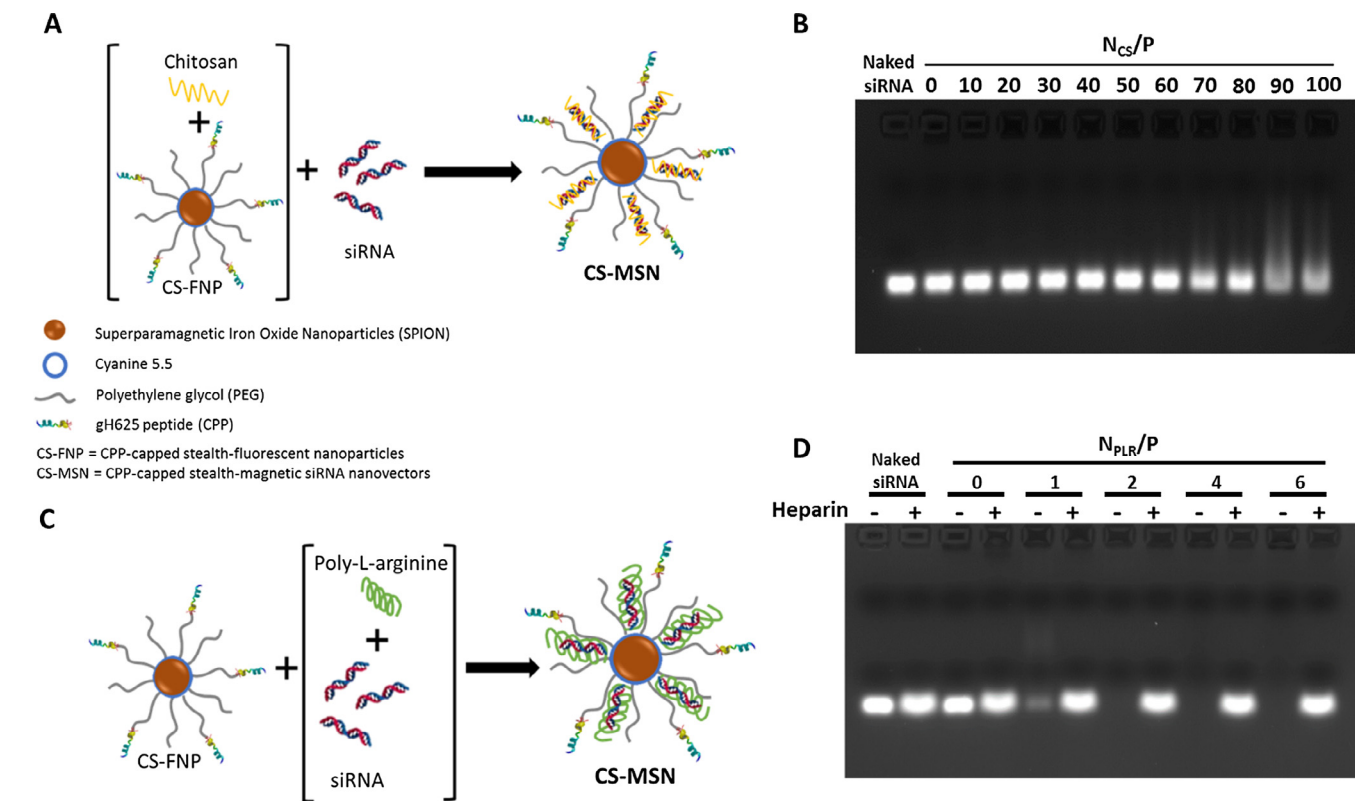 A
Chitosan
+
+
siRNA
CS-FNP
CS-MSN
Superparamagnetic Iron Oxide Nanoparticles (SPION)
Cyanine 5.5
Polyethylene glycol (PEG)
gH625 peptide (CPP)
CS-FNP = CPP-capped stealth-fluorescent nanoparticles
CS-MSN = CPP-capped stealth-magnetic siRNA nanovectors
B
NCS/P
Naked
siRNA 0 10 20 30 40 50 60 70 80 90 100
C
Poly-L-arginine
+
+
CS-FNP
siRNA
CS-MSN
D
NPLR/P
Naked
siRNA 0 1 2 4 6
Heparin - + - + - + - + - + - +